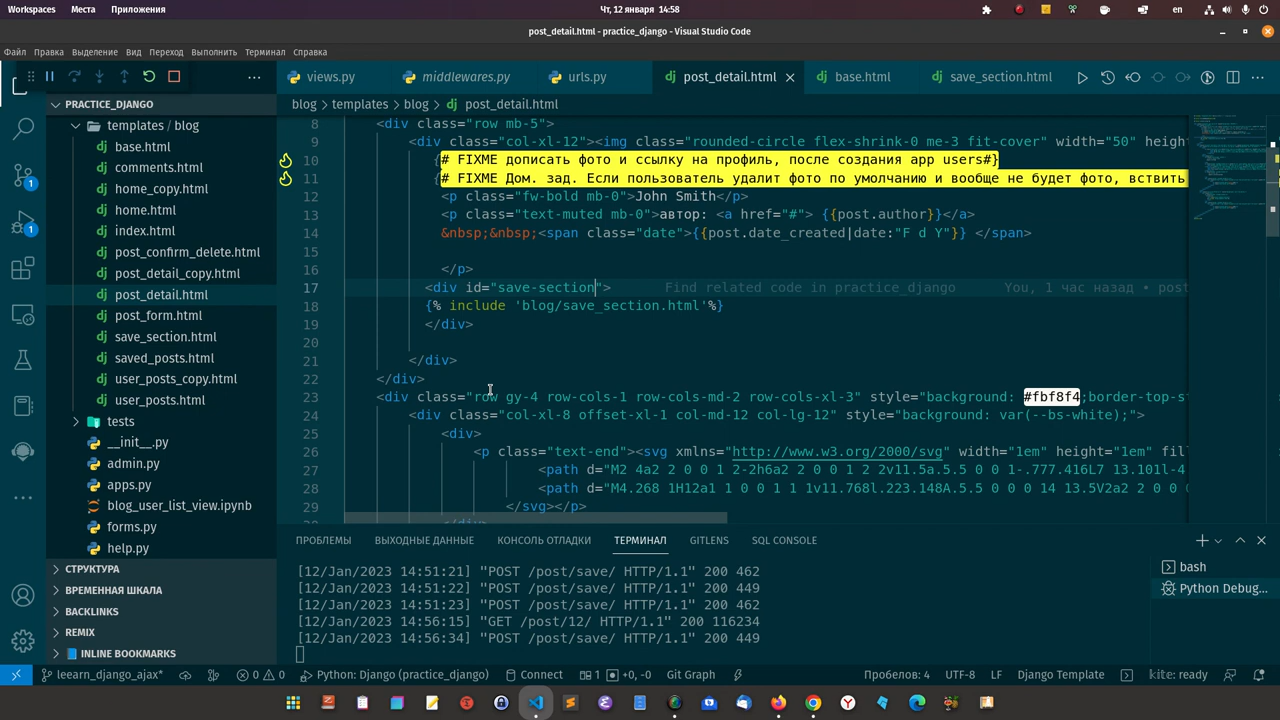 Workspaces Места Приложения Чт, 12 января 14:58 en
post_detail.html - practice_django - Visual Studio Code
Файл Правка Выделение Вид Переход Выполнить Терминал Справка
views.py middlewares.py urls.py post_detail.html base.html save_section.html
PRACTICE_DJANGO
blog > templates > blog > post_detail.html
templates / blog
base.html
comments.html
home_copy.html
home.html
index.html
post_confirm_delete.html
post_detail_copy.html
post_detail.html
post_form.html
save_section.html
saved_posts.html
user_posts_copy.html
user_posts.html
tests
__init__.py
admin.py
apps.py
blog_user_list_view.ipynb
forms.py
help.py
СТРУКТУРА
ВРЕМЕННАЯ ШКАЛА
BACKLINKS
REMIX
INLINE BOOKMARKS
1
1
8 <div class="row mb-5">
9 <div class="col-xl-12"><img class="rounded-circle flex-shrink-0 me-3 fit-cover" width="50" height
10 {# FIXME дописать фото и ссылку на профиль, после создания app users#}
11 # FIXME Дом. зад. Если пользователь удалит фото по умолчанию и вообще не будет фото, вствить
12 <p class="fw-bold mb-0">John Smith</p>
13 <p class="text-muted mb-0">автор: <a href="#"> {{post.author}}</a>
14 &nbsp;&nbsp;<span class="date">{{post.date_created|date:"F d Y"}} </span>
15
16 </p>
17 <div id="save-section"> Find related code in practice_django You, 1 час назад • post
18 {% include 'blog/save_section.html'%}
19 </div>
20
21 </div>
22 </div>
23 <div class="row gy-4 row-cols-1 row-cols-md-2 row-cols-xl-3" style="background: #fbf8f4;border-top-st
24 <div class="col-xl-8 offset-xl-1 col-md-12 col-lg-12" style="background: var(--bs-white);">
25 <div>
26 <p class="text-end"><svg xmlns="http://www.w3.org/2000/svg" width="1em" height="1em" fill
27 <path d="M2 4a2 2 0 0 1 2-2h6a2 2 0 0 1 2 2v11.5a.5.5 0 0 1-.777.416L7 13.101l-4
28 <path d="M4.268 1H12a1 1 0 0 1 1 1v11.768l.223.148A.5.5 0 0 0 14 13.5V2a2 2 0 0
29 </svg></p>
ПРОБЛЕМЫ ВЫХОДНЫЕ ДАННЫЕ КОНСОЛЬ ОТЛАДКИ ТЕРМИНАЛ GITLENS SQL CONSOLE
[12/Jan/2023 14:51:21] "POST /post/save/ HTTP/1.1" 200 462
[12/Jan/2023 14:51:22] "POST /post/save/ HTTP/1.1" 200 449
[12/Jan/2023 14:51:23] "POST /post/save/ HTTP/1.1" 200 462
[12/Jan/2023 14:56:15] "GET /post/12/ HTTP/1.1" 200 116234
[12/Jan/2023 14:56:34] "POST /post/save/ HTTP/1.1" 200 449
bash
Python Debug...
leearn_django_ajax* 0 0 Python: Django (practice_django) Connect 1 +0, -0 Git Graph Пробелов: 4 UTF-8 LF Django Template kite: ready